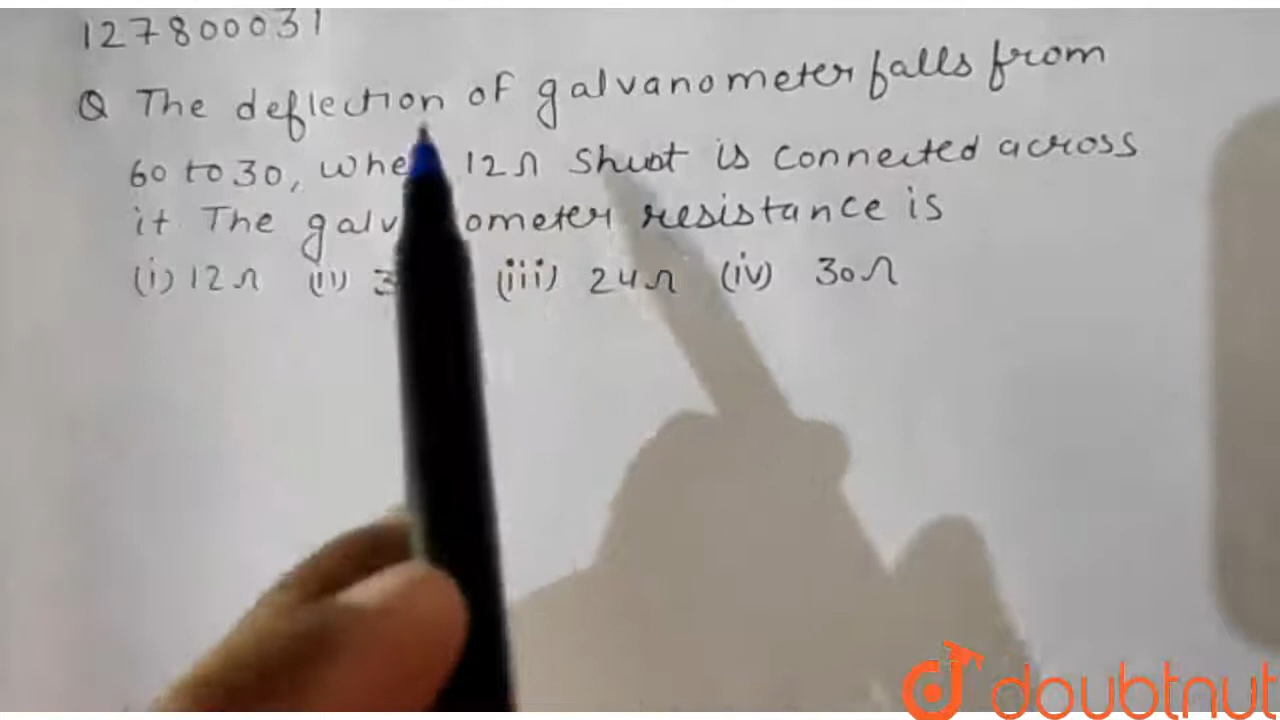 127800031
Q The deflection of galvanometer falls from
60 to 30, whe 12Ω shunt is connected across
it The galv ometer resistance is
(i) 12Ω (ii) 3 (iii) 24Ω (iv) 30Ω
doubtnut